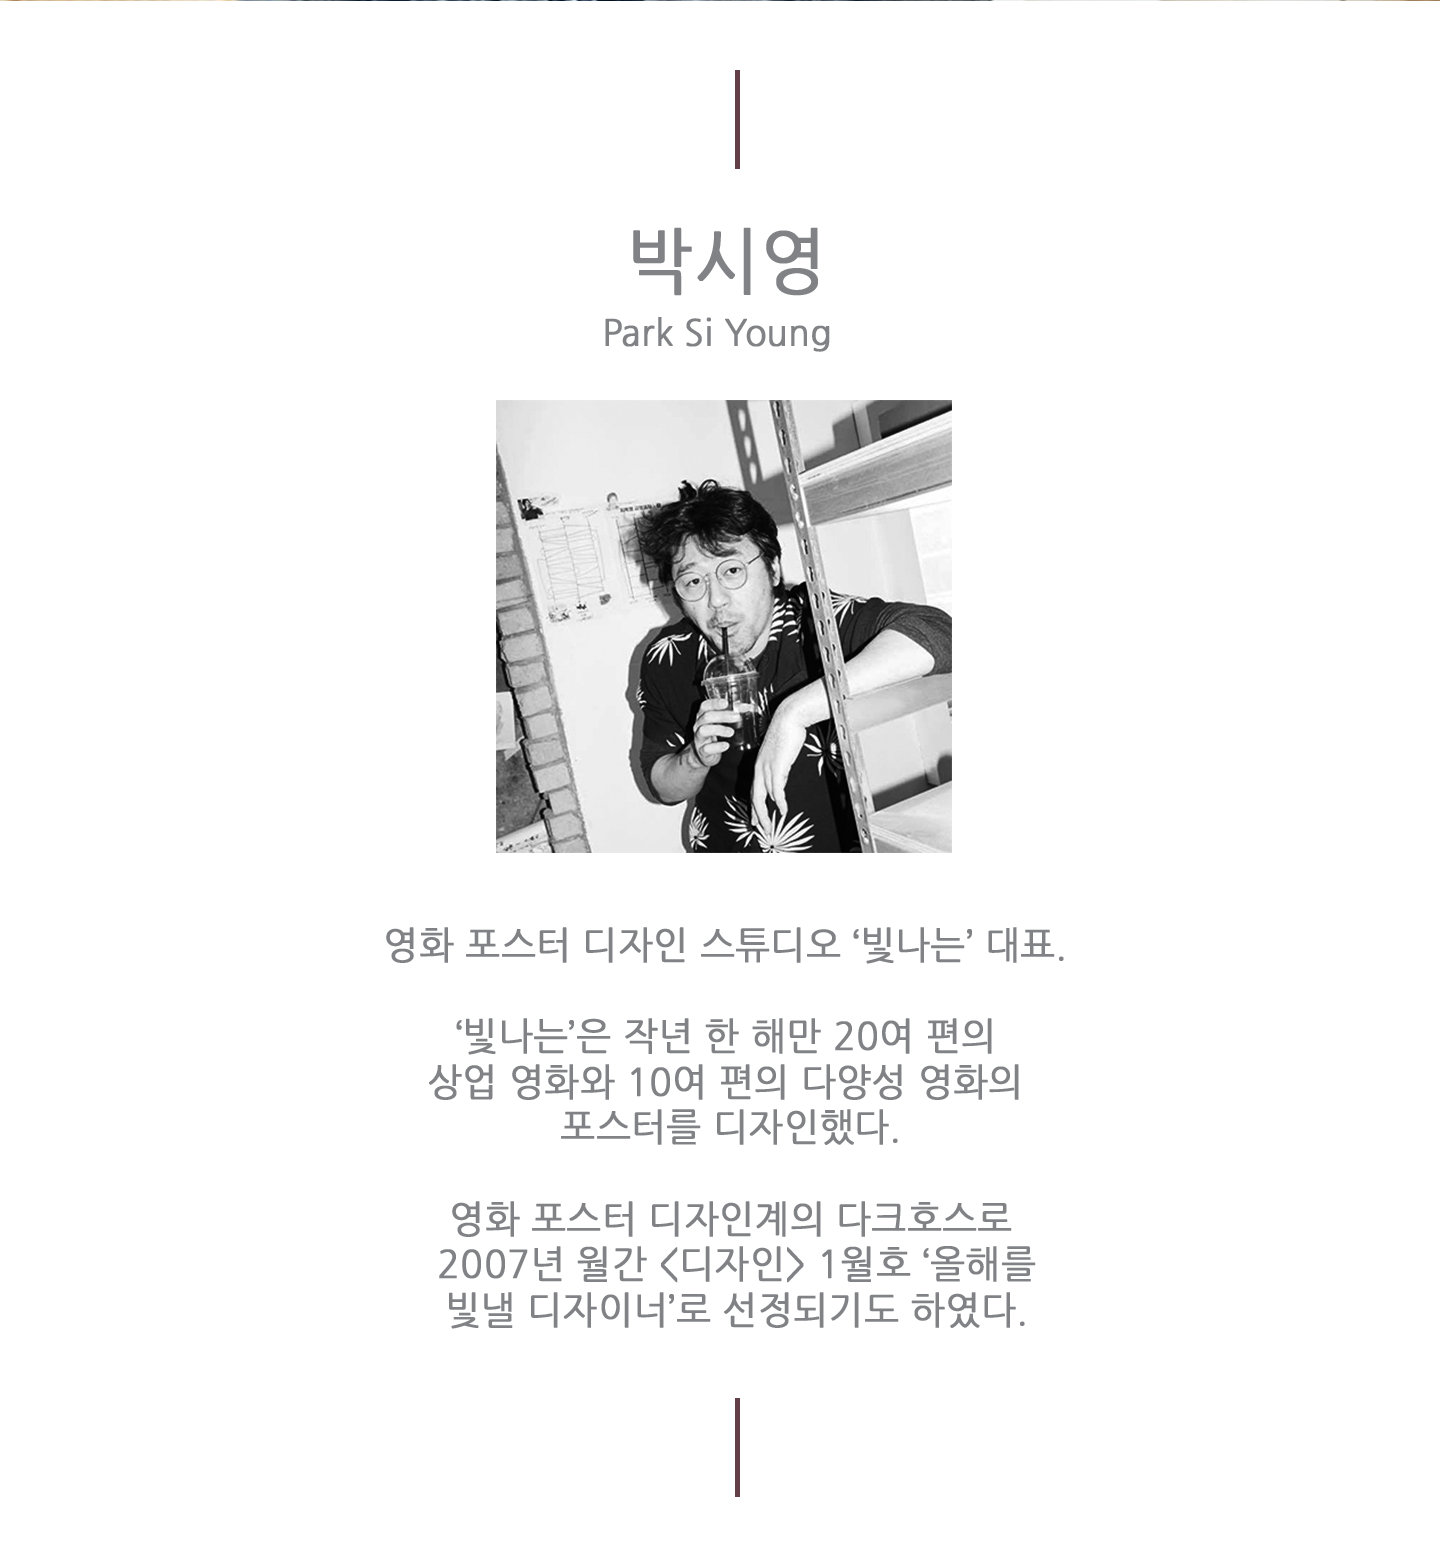 박시영
Park Si Young
영화 포스터 디자인 스튜디오 ‘빛나는’ 대표.
‘빛나는’은 작년 한 해만 20여 편의
상업 영화와 10여 편의 다양성 영화의
포스터를 디자인했다.
영화 포스터 디자인계의 다크호스로
2007년 월간 <디자인> 1월호 ‘올해를
빛낼 디자이너’로 선정되기도 하였다.